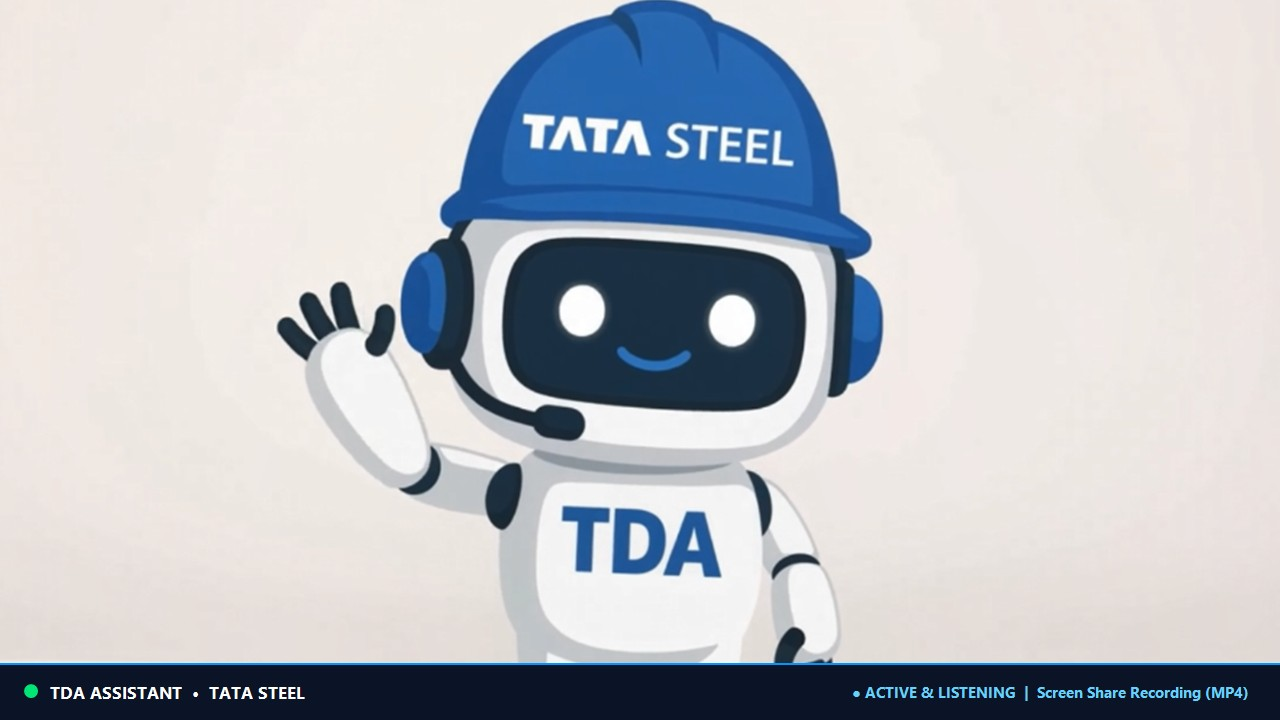 TATA STEEL
TDA
TDA ASSISTANT • TATA STEEL
● ACTIVE & LISTENING | Screen Share Recording (MP4)